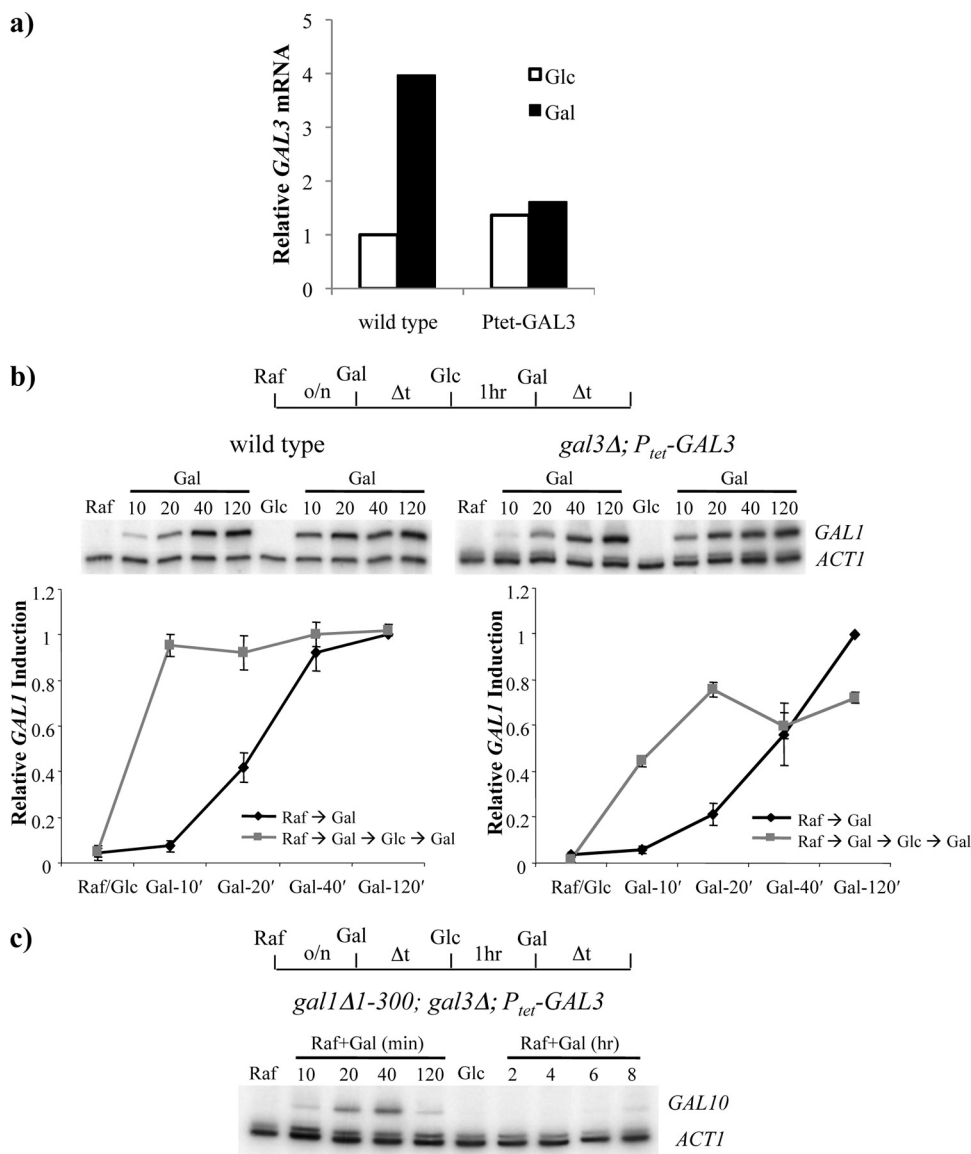 a)
Relative GAL3 mRNA
5
4
3
2
1
0
Glc
Gal
wild type
Ptet-GAL3
b)
Raf Gal Glc Gal
o/n Δt 1hr Δt
wild type
Gal Gal
Raf 10 20 40 120 Glc 10 20 40 120
gal3Δ; Ptet-GAL3
Gal Gal
Raf 10 20 40 120 Glc 10 20 40 120
GAL1
ACT1
Relative GAL1 Induction
1.2
1
0.8
0.6
0.4
0.2
0
Raf → Gal
Raf → Gal → Glc → Gal
Raf/Glc Gal-10′ Gal-20′ Gal-40′ Gal-120′
Relative GAL1 Induction
1.2
1
0.8
0.6
0.4
0.2
0
Raf → Gal
Raf → Gal → Glc → Gal
Raf/Glc Gal-10′ Gal-20′ Gal-40′ Gal-120′
c)
Raf Gal Glc Gal
o/n Δt 1hr Δt
gal1Δ1-300; gal3Δ; Ptet-GAL3
Raf+Gal (min) Raf+Gal (hr)
Raf 10 20 40 120 Glc 2 4 6 8
GAL10
ACT1